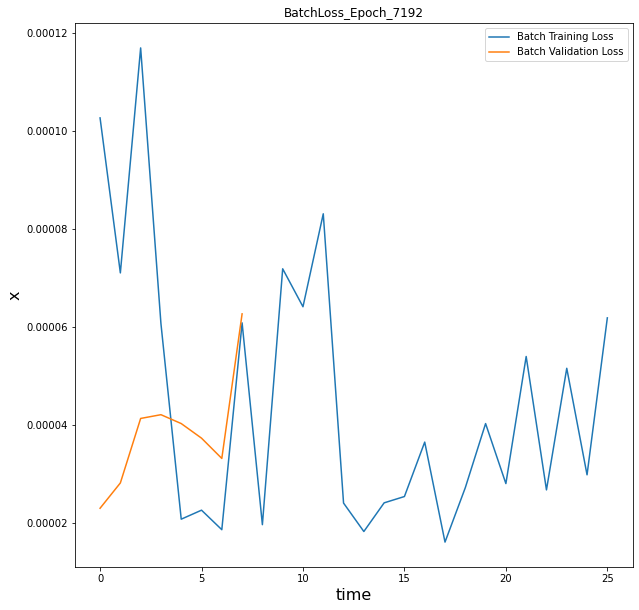 BatchLoss_Epoch_7192
Batch Training Loss
Batch Validation Loss
0.00012
0.00010
0.00008
0.00006
0.00004
0.00002
x
0 5 10 15 20 25
time